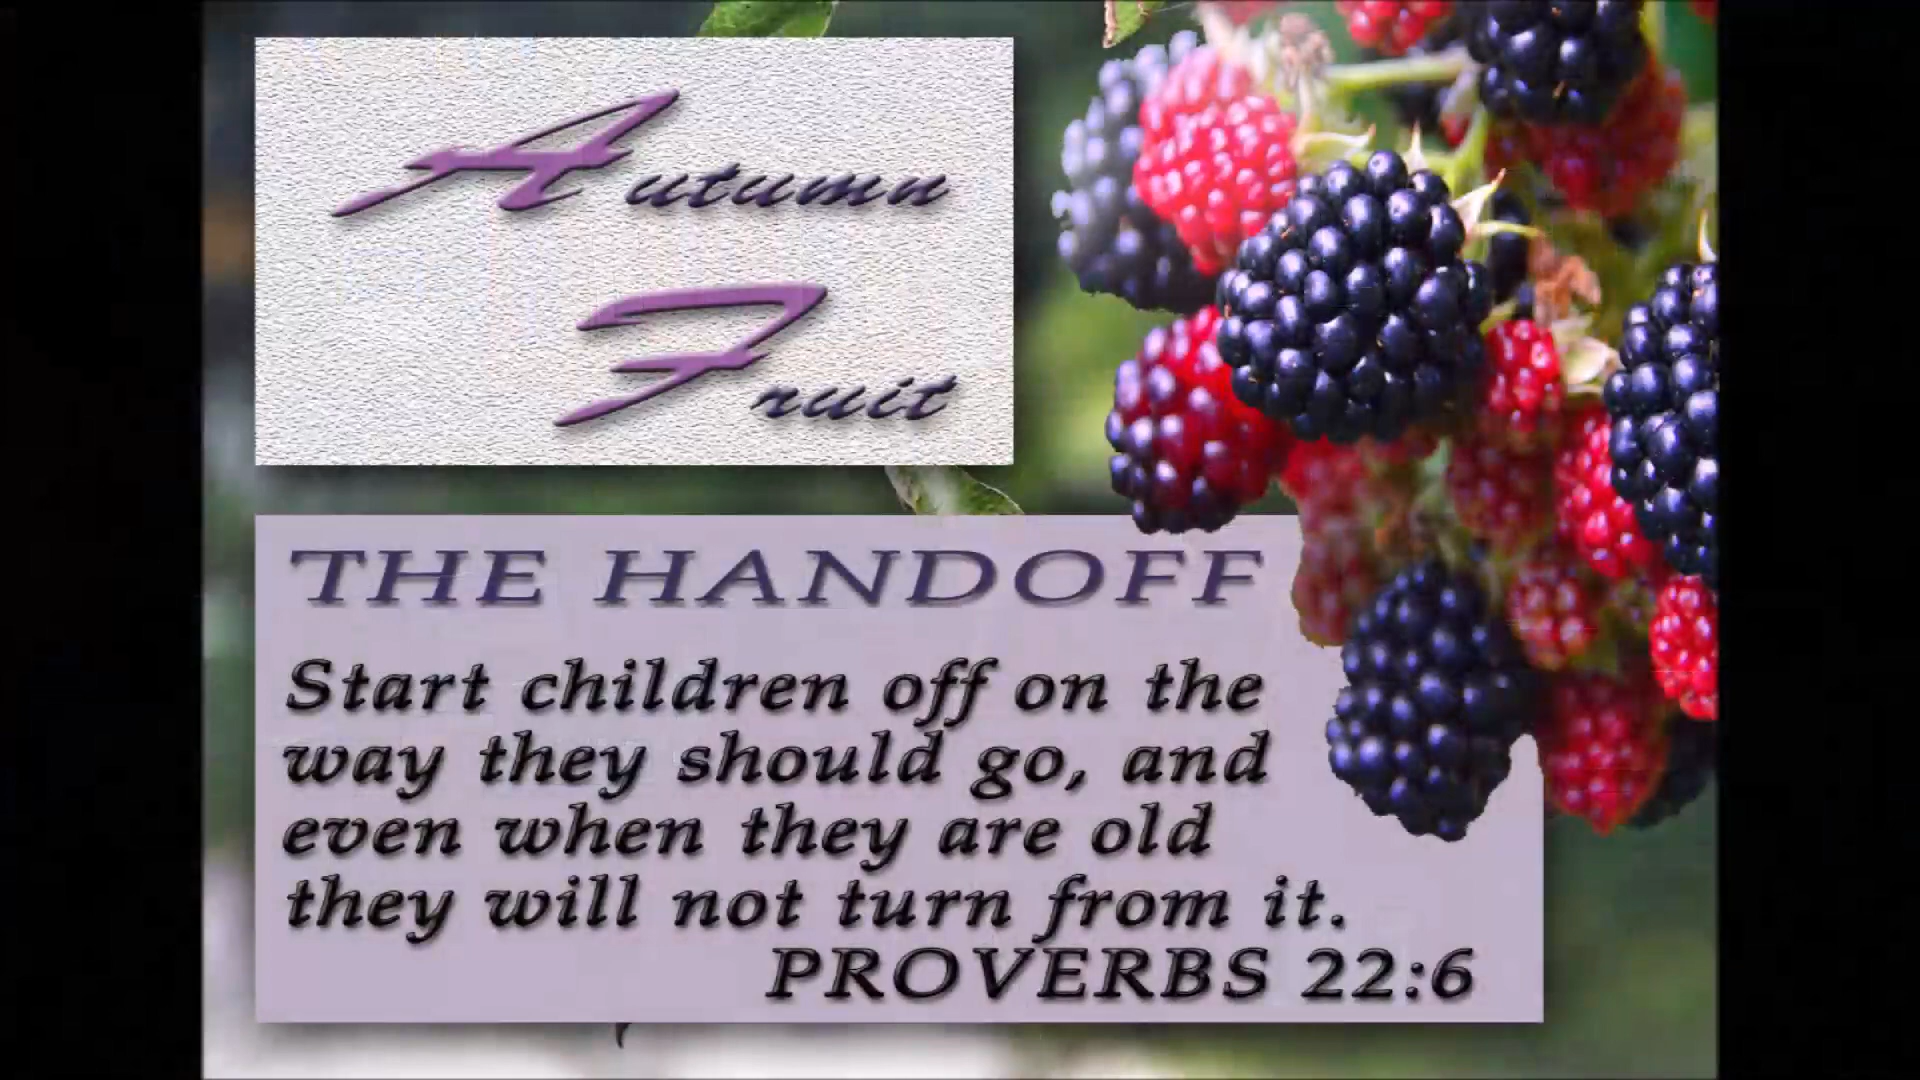 Autumn
Fruit
THE HANDOFF
Start children off on the
way they should go, and
even when they are old
they will not turn from it.
PROVERBS 22:6